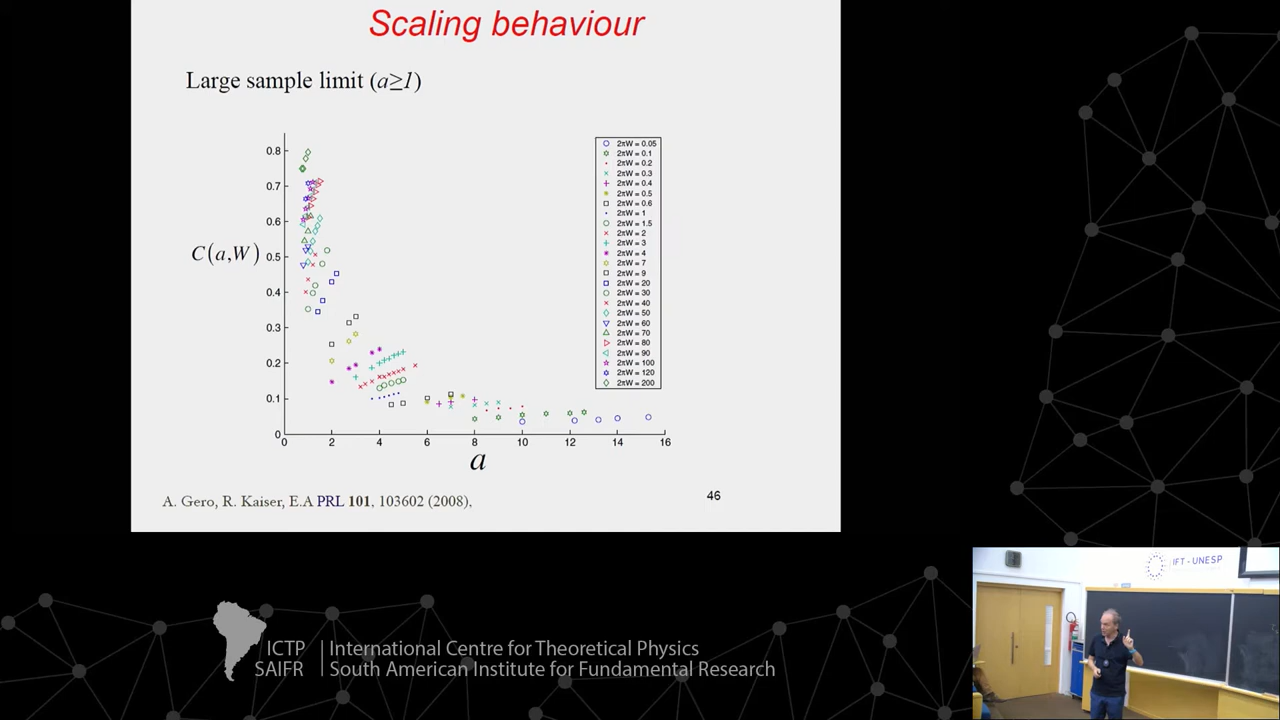 Scaling behaviour
Large sample limit (a≥1)
C(a,W)
0.8
0.7
0.6
0.5
0.4
0.3
0.2
0.1
0
0 2 4 6 8 10 12 14 16
a
2πW = 0.05
2πW = 0.1
2πW = 0.2
2πW = 0.3
2πW = 0.4
2πW = 0.5
2πW = 0.6
2πW = 1
2πW = 1.5
2πW = 2
2πW = 3
2πW = 4
2πW = 7
2πW = 9
2πW = 20
2πW = 30
2πW = 40
2πW = 50
2πW = 60
2πW = 70
2πW = 80
2πW = 90
2πW = 100
2πW = 120
2πW = 200
A. Gero, R. Kaiser, E.A PRL 101, 103602 (2008),
46
IFT - UNESP
ICTP
SAIFR
International Centre for Theoretical Physics
South American Institute for Fundamental Research